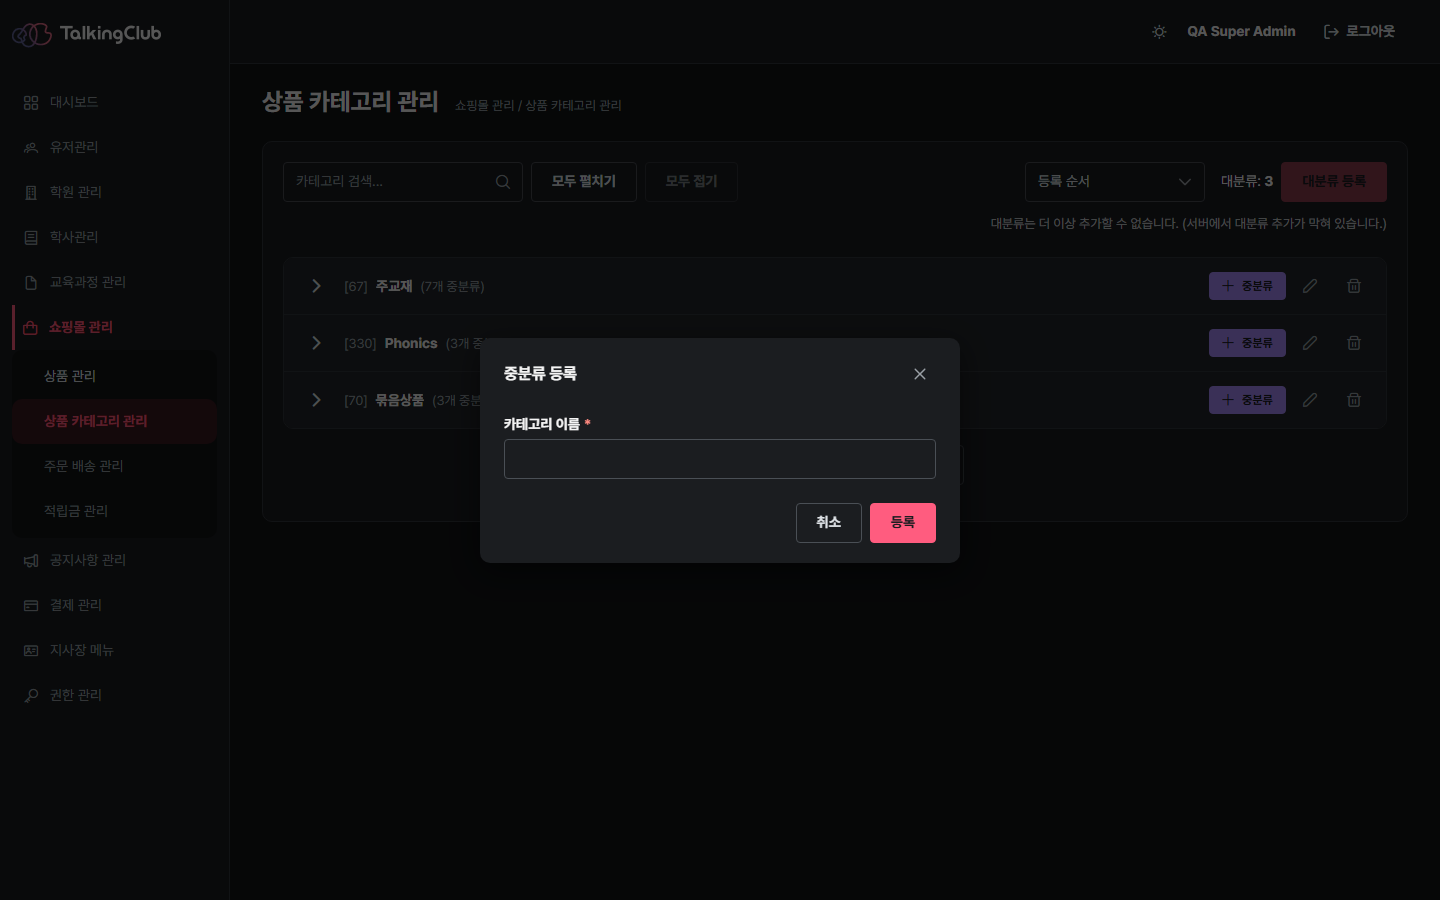 TalkingClub
QA Super Admin
로그아웃
대시보드
유저관리
학원 관리
학사관리
교육과정 관리
쇼핑몰 관리
상품 관리
상품 카테고리 관리
주문 배송 관리
적립금 관리
공지사항 관리
결제 관리
지사장 메뉴
권한 관리
상품 카테고리 관리 쇼핑몰 관리 / 상품 카테고리 관리
카테고리 검색... 모두 펼치기 모두 접기 등록 순서 대분류: 3 대분류 등록
대분류는 더 이상 추가할 수 없습니다. (서버에서 대분류 추가가 막혀 있습니다.)
[67] 주교재 (7개 중분류) 중분류
[330] Phonics (3개 중 중분류
[70] 묶음상품 (3개 중분 중분류
중분류 등록
카테고리 이름 *
취소 등록